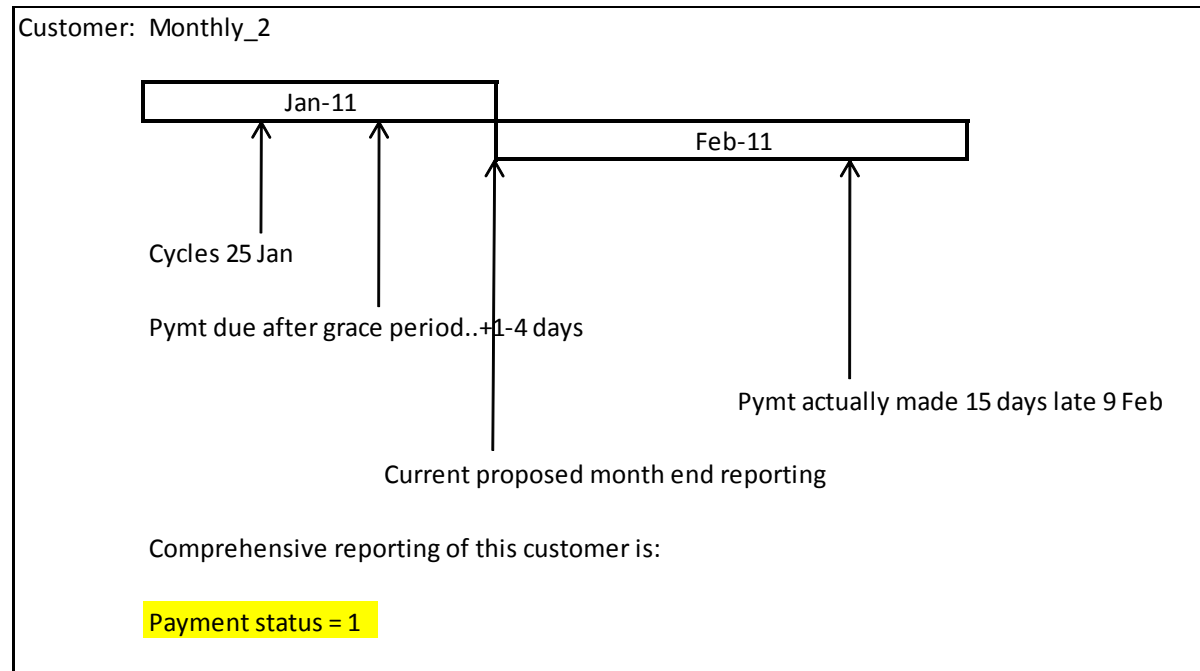 Customer: Monthly_2
Jan-11
Feb-11
Cycles 25 Jan
Pymt due after grace period..+1-4 days
Pymt actually made 15 days late 9 Feb
Current proposed month end reporting
Comprehensive reporting of this customer is:
Payment status = 1